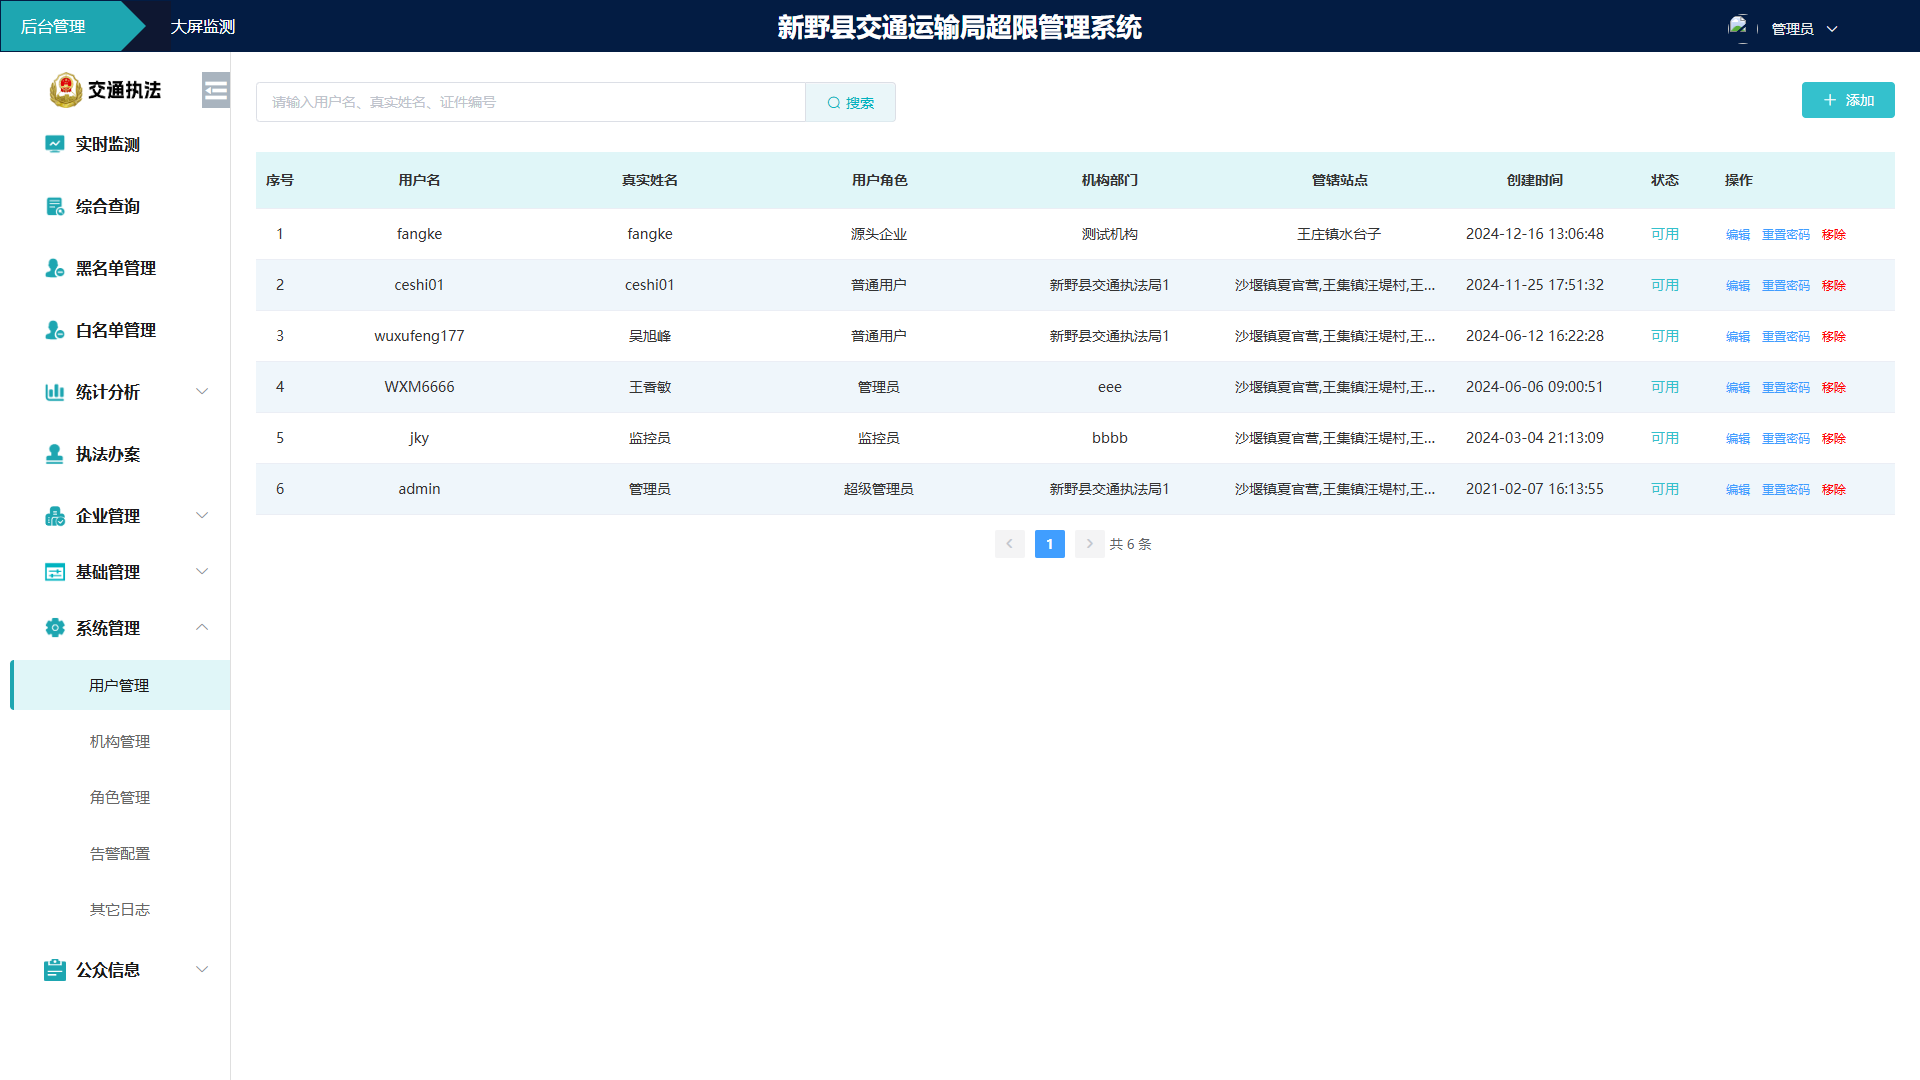 后台管理 大屏监测 新野县交通运输局超限管理系统 管理员
交通执法
实时监测
综合查询
黑名单管理
白名单管理
统计分析
执法办案
企业管理
基础管理
系统管理
用户管理
机构管理
角色管理
告警配置
其它日志
公众信息
请输入用户名、真实姓名、证件编号 搜索 添加
序号 用户名 真实姓名 用户角色 机构部门 管辖站点 创建时间 状态 操作
1 fangke fangke 源头企业 测试机构 王庄镇水台子 2024-12-16 13:06:48 可用 编辑 重置密码 移除
2 ceshi01 ceshi01 普通用户 新野县交通执法局1 沙堰镇夏官营,王集镇汪堤村,王... 2024-11-25 17:51:32 可用 编辑 重置密码 移除
3 wuxufeng177 吴旭峰 普通用户 新野县交通执法局1 沙堰镇夏官营,王集镇汪堤村,王... 2024-06-12 16:22:28 可用 编辑 重置密码 移除
4 WXM6666 王香敏 管理员 eee 沙堰镇夏官营,王集镇汪堤村,王... 2024-06-06 09:00:51 可用 编辑 重置密码 移除
5 jky 监控员 监控员 bbbb 沙堰镇夏官营,王集镇汪堤村,王... 2024-03-04 21:13:09 可用 编辑 重置密码 移除
6 admin 管理员 超级管理员 新野县交通执法局1 沙堰镇夏官营,王集镇汪堤村,王... 2021-02-07 16:13:55 可用 编辑 重置密码 移除
1 共 6 条